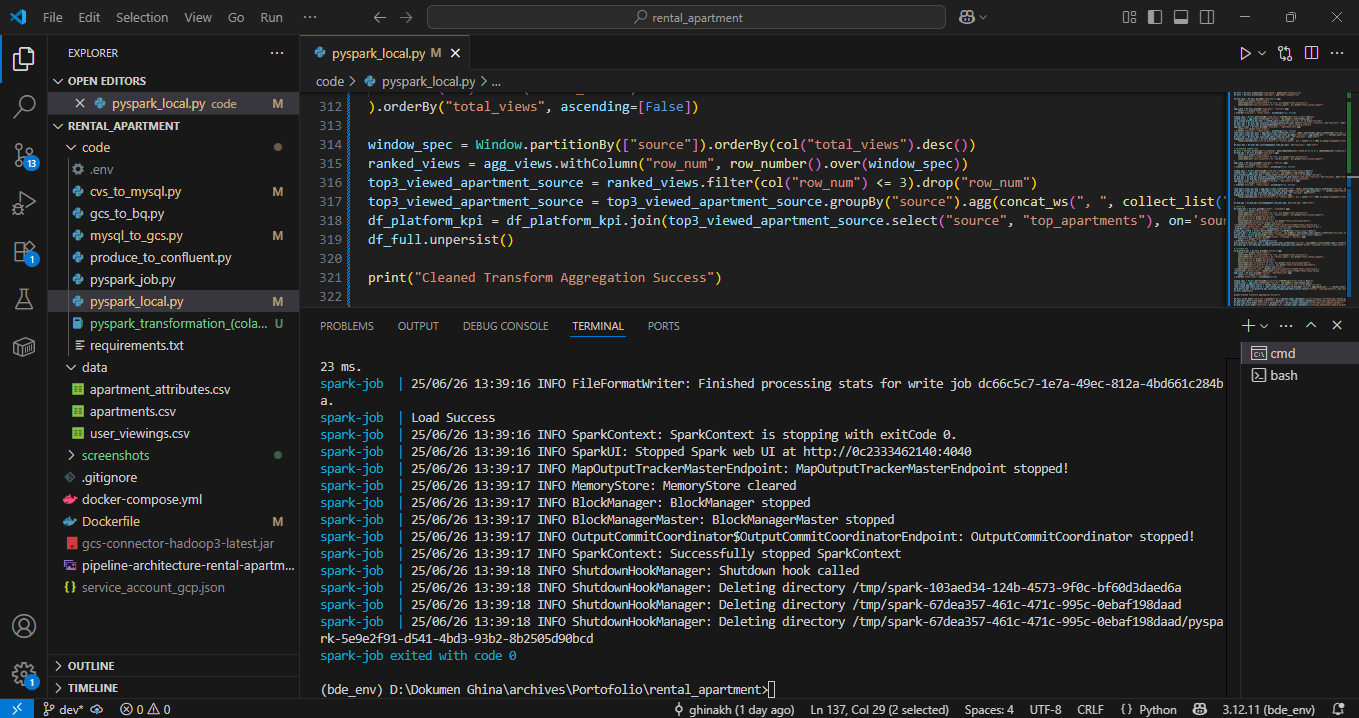 File Edit Selection View Go Run ··· rental_apartment
EXPLORER ···
OPEN EDITORS
pyspark_local.py code M
RENTAL_APARTMENT
code
.env
cvs_to_mysql.py M
gcs_to_bq.py
mysql_to_gcs.py M
produce_to_confluent.py
pyspark_job.py
pyspark_local.py M
pyspark_transformation_(cola... U
requirements.txt
data
apartment_attributes.csv
apartments.csv
user_viewings.csv
screenshots
.gitignore
docker-compose.yml
Dockerfile M
gcs-connector-hadoop3-latest.jar
pipeline-architecture-rental-apartm...
service_account_gcp.json
OUTLINE
TIMELINE
13
1
1
pyspark_local.py M
code > pyspark_local.py > ...
312 ).orderBy("total_views", ascending=[False])
313
314 window_spec = Window.partitionBy(["source"]).orderBy(col("total_views").desc())
315 ranked_views = agg_views.withColumn("row_num", row_number().over(window_spec))
316 top3_viewed_apartment_source = ranked_views.filter(col("row_num") <= 3).drop("row_num")
317 top3_viewed_apartment_source = top3_viewed_apartment_source.groupBy("source").agg(concat_ws(", ", collect_list("
318 df_platform_kpi = df_platform_kpi.join(top3_viewed_apartment_source.select("source", "top_apartments"), on='sour
319 df_full.unpersist()
320
321 print("Cleaned Transform Aggregation Success")
322
PROBLEMS OUTPUT DEBUG CONSOLE TERMINAL PORTS
cmd
bash
23 ms.
spark-job | 25/06/26 13:39:16 INFO FileFormatWriter: Finished processing stats for write job dc66c5c7-1e7a-49ec-812a-4bd661c284b
a.
spark-job | Load Success
spark-job | 25/06/26 13:39:16 INFO SparkContext: SparkContext is stopping with exitCode 0.
spark-job | 25/06/26 13:39:16 INFO SparkUI: Stopped Spark web UI at http://0c2333462140:4040
spark-job | 25/06/26 13:39:17 INFO MapOutputTrackerMasterEndpoint: MapOutputTrackerMasterEndpoint stopped!
spark-job | 25/06/26 13:39:17 INFO MemoryStore: MemoryStore cleared
spark-job | 25/06/26 13:39:17 INFO BlockManager: BlockManager stopped
spark-job | 25/06/26 13:39:17 INFO BlockManagerMaster: BlockManagerMaster stopped
spark-job | 25/06/26 13:39:17 INFO OutputCommitCoordinator$OutputCommitCoordinatorEndpoint: OutputCommitCoordinator stopped!
spark-job | 25/06/26 13:39:17 INFO SparkContext: Successfully stopped SparkContext
spark-job | 25/06/26 13:39:18 INFO ShutdownHookManager: Shutdown hook called
spark-job | 25/06/26 13:39:18 INFO ShutdownHookManager: Deleting directory /tmp/spark-103aed34-124b-4573-9f0c-bf60d3daed6a
spark-job | 25/06/26 13:39:18 INFO ShutdownHookManager: Deleting directory /tmp/spark-67dea357-461c-471c-995c-0ebaf198daad
spark-job | 25/06/26 13:39:18 INFO ShutdownHookManager: Deleting directory /tmp/spark-67dea357-461c-471c-995c-0ebaf198daad/pyspa
rk-5e9e2f91-d541-4bd3-93b2-8b2505d90bcd
spark-job exited with code 0
(bde_env) D:\Dokumen Ghina\archives\Portofolio\rental_apartment>
dev* 0 0 ghinakh (1 day ago) Ln 137, Col 29 (2 selected) Spaces: 4 UTF-8 CRLF {} Python 3.12.11 (bde_env)